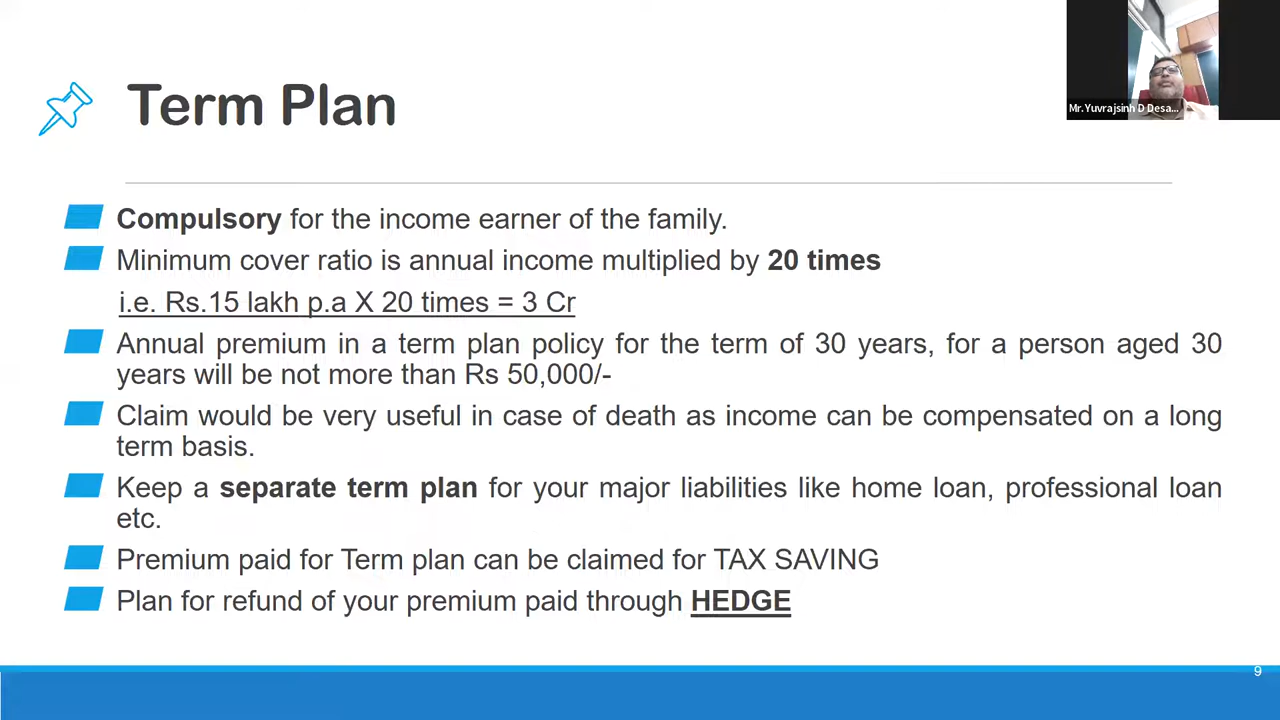 Mr.Yuvrajsinh D Desa...
Term Plan
Compulsory for the income earner of the family.
Minimum cover ratio is annual income multiplied by 20 times
i.e. Rs.15 lakh p.a X 20 times = 3 Cr
Annual premium in a term plan policy for the term of 30 years, for a person aged 30
years will be not more than Rs 50,000/-
Claim would be very useful in case of death as income can be compensated on a long
term basis.
Keep a separate term plan for your major liabilities like home loan, professional loan
etc.
Premium paid for Term plan can be claimed for TAX SAVING
Plan for refund of your premium paid through HEDGE
9